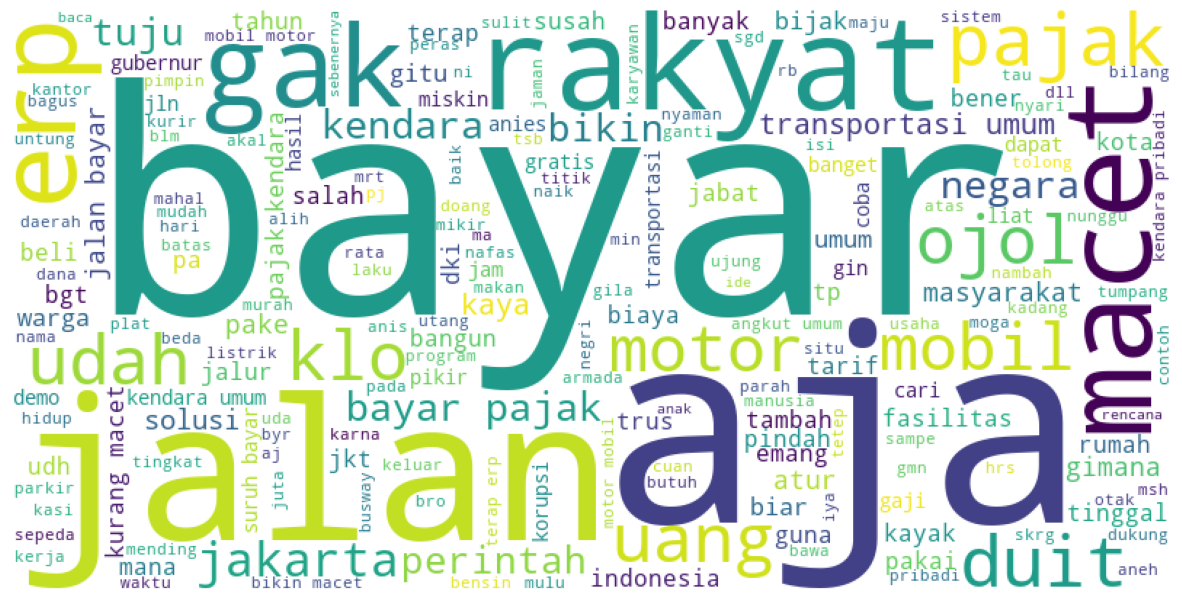 erp
baca
kantor
bagus
untung
tuju
gubernur
pimpin
jln
kurir
blm
tahun
mobil motor
akal
gak
hasil
sebenernya
peras
gitu
terap
ni
miskin
sulit
susah
jaman
rakyat
karyawan
banyak
sgd
rb
bijak
maju
sistem
pajak
tau
dll
bilang
bener
nyari
macet
kota
kendara pribadi
jalan bayar
bayar
kendara
anies
bikin
tsb
nyaman
ganti
transportasi umum
isi
dapat
tolong
banget
daerah
beli
dana
bgt
warga
nama
mahal
mudah
hari
batas
pa
plat
beda
murah
pajak kendara
alih
salah
mrt
pj
rata
laku
dki
baik
doang
mikir
ma
nafas
jam
makan
kaya
gratis
titik
naik
gila
min
transportasi
jabat
ujung
ide
coba
umum
gin
tp
negara
atas
liat
nunggu
ojol
nambah
masyarakat
kadang
tumpang
udah
listrik
jalur
pake
klo
anis
utang
bangun
program
pikir
negri
biaya
armada
motor
angkut umum
situ
tarif
usaha
mobil
moga
contoh
demo
hidup
kendara umum
solusi
uda
byr
aj
pada
karna
bayar pajak
jalan
udh
parkir
kasi
sepeda
kerja
kurang macet
tingkat
mana
waktu
mending
suruh bayar
juta
jkt
busway
keluar
bro
terap erp
korupsi
motor mobil
trus
anak
cuan
butuh
parah
manusia
tambah
pindah
emang
tetep
aja
cari
fasilitas
sampe
gmn
hrs
rencana
rumah
gimana
otak
msh
tinggal
atur
biar
iya
guna
bawa
gaji
kayak
pakai
pribadi
skrg
dukung
aneh
duit
uang
indonesia
jakarta
perintah
bikin macet
bensin
mulu